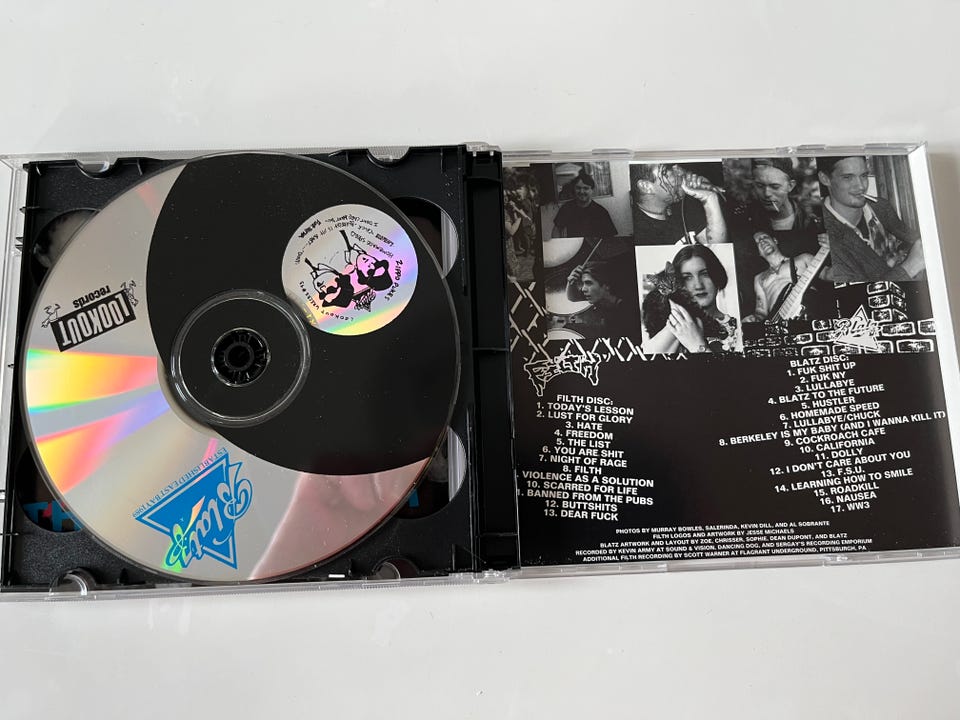 LOOKOUT
records
Blatz
ESTABLISHED EAST BAY 1989
FILTH
Blatz
FILTH DISC:
1. TODAY'S LESSON
2. LUST FOR GLORY
3. HATE
4. FREEDOM
5. THE LIST
6. YOU ARE SHIT
7. NIGHT OF RAGE
8. FILTH
VIOLENCE AS A SOLUTION
10. SCARRED FOR LIFE
1. BANNED FROM THE PUBS
12. BUTTSHITS
13. DEAR FUCK
BLATZ DISC:
1. FUK SHIT UP
2. FUK NY
3. LULLABYE
4. BLATZ TO THE FUTURE
5. HUSTLER
6. HOMEMADE SPEED
7. LULLABYE/CHUCK
8. BERKELEY IS MY BABY (AND I WANNA KILL IT)
9. COCKROACH CAFE
10. CALIFORNIA
11. DOLLY
12. I DON'T CARE ABOUT YOU
13. F.S.U.
14. LEARNING HOW TO SMILE
15. ROADKILL
16. NAUSEA
17. WW3
PHOTOS BY MURRAY BOWLES, SALERINDA, KEVIN DILL, AND AL SOBRANTE
FILTH LOGOS AND ARTWORK BY JESSE MICHAELS
BLATZ ARTWORK AND LAYOUT BY ZOE, CHRISSER, SOPHIE, DEAN DUPONT, AND BLATZ
RECORDED BY KEVIN ARMY AT SOUND & VISION, DANCING DOG, AND SERGAY'S RECORDING EMPORIUM
ADDITIONAL FILTH RECORDING BY SCOTT WARNER AT FLAGRANT UNDERGROUND, PITTSBURGH, PA